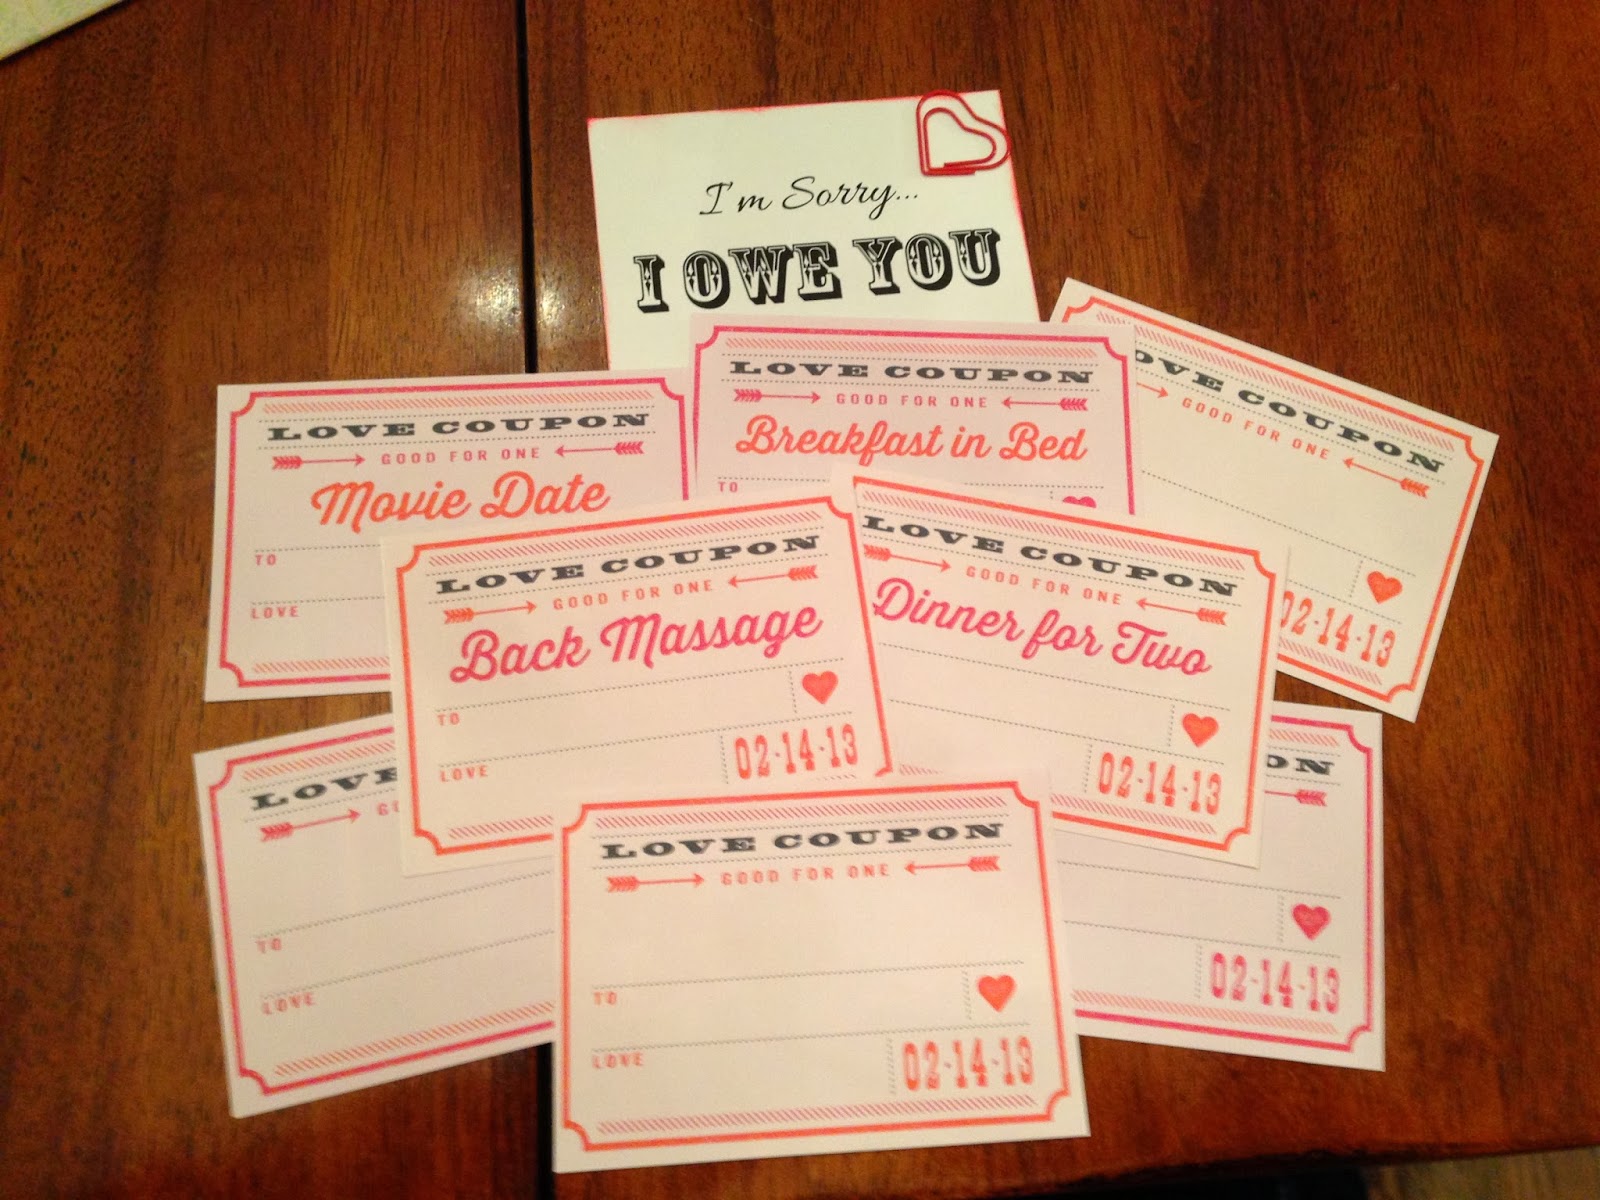 I'm Sorry...
I OWE YOU
LOVE COUPON
GOOD FOR ONE
Movie Date
TO
LOVE
LOVE COUPON
GOOD FOR ONE
Breakfast in Bed
TO
OVE COUPON
GOOD FOR ONE
02-14-13
LOVE COUPON
GOOD FOR ONE
Back Massage
TO
LOVE
02-14-13
LOVE COUPON
GOOD FOR ONE
Dinner for Two
02-14-13
LOVE
TO
LOVE
LOVE COUPON
GOOD FOR ONE
TO
LOVE
02-14-13
PON
02-14-13